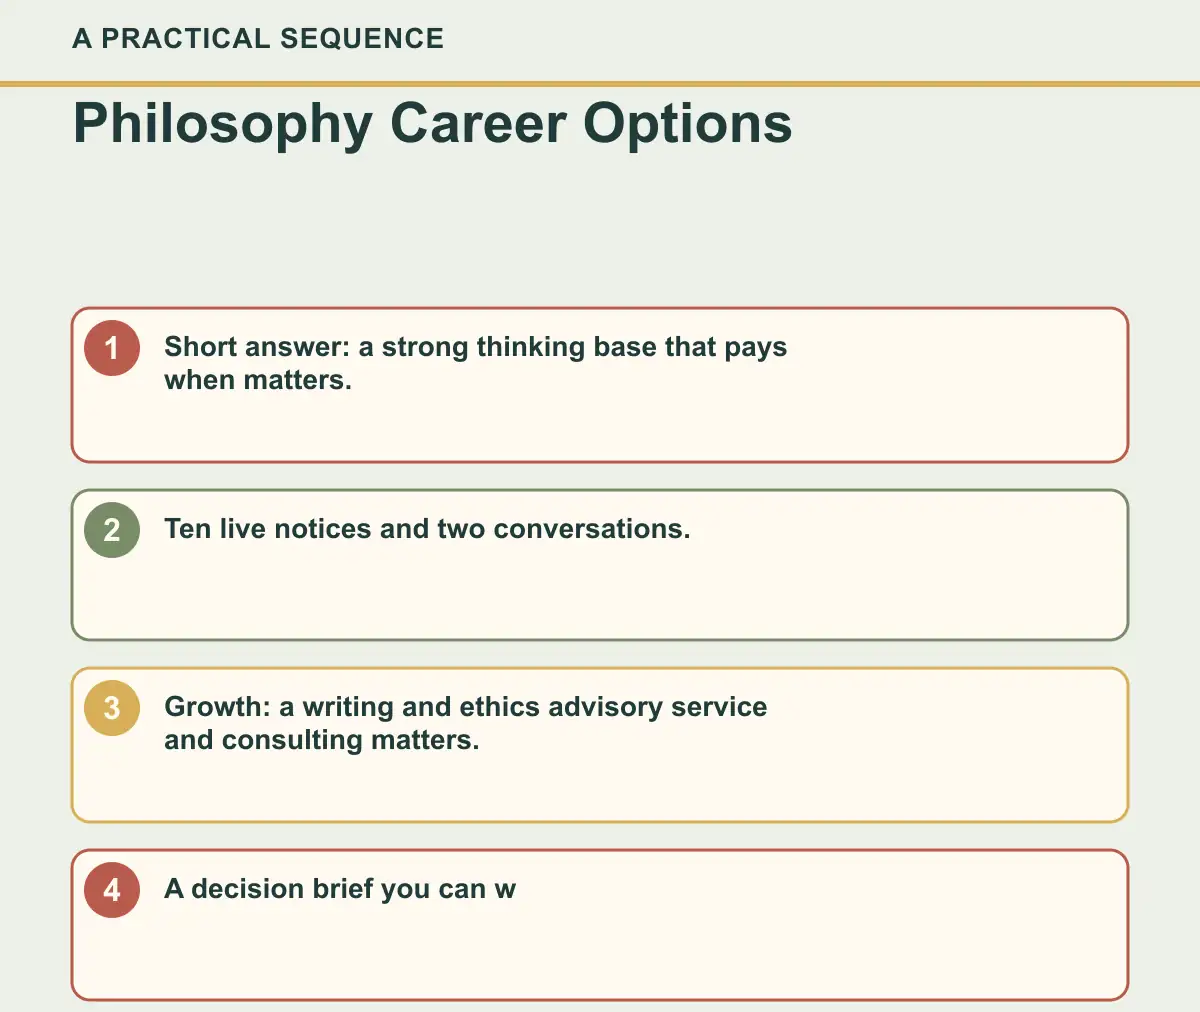 A PRACTICAL SEQUENCE
Philosophy Career Options
1
Short answer: a strong thinking base that pays
when matters.
2
Ten live notices and two conversations.
3
Growth: a writing and ethics advisory service
and consulting matters.
4
A decision brief you can w